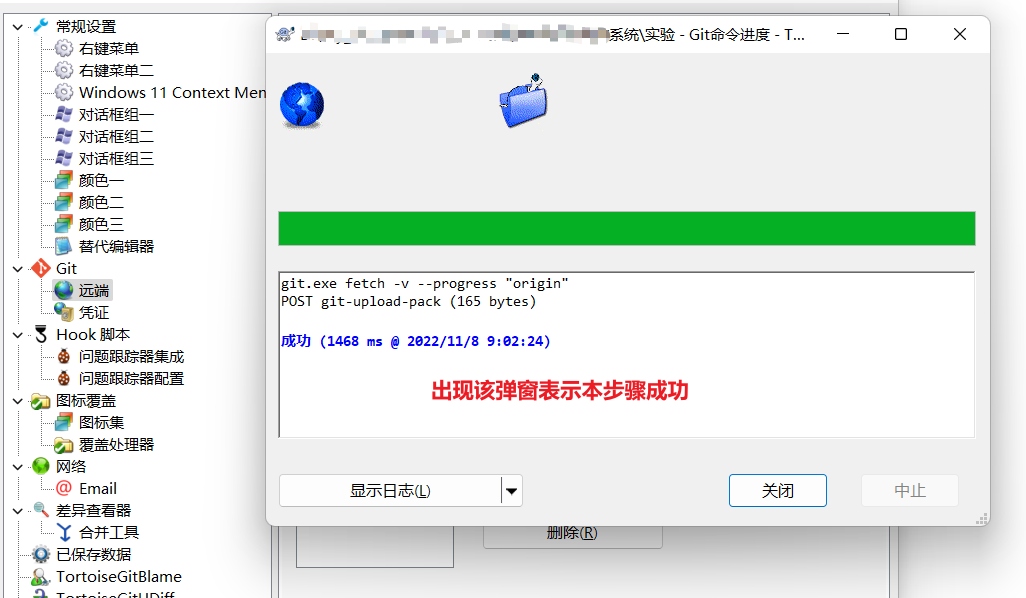 常规设置
右键菜单
右键菜单二
Windows 11 Context Men
对话框组一
对话框组二
对话框组三
颜色一
颜色二
颜色三
替代编辑器
Git
远端
凭证
Hook 脚本
问题跟踪器集成
问题跟踪器配置
图标覆盖
图标集
覆盖处理器
网络
Email
差异查看器
合并工具
已保存数据
TortoiseGitBlame
TortoiseGitUDiff
系统\实验 - Git命令进度 - T...
git.exe fetch -v --progress "origin"
POST git-upload-pack (165 bytes)
成功 (1468 ms @ 2022/11/8 9:02:24)
出现该弹窗表示本步骤成功
显示日志(L)
关闭
中止
删除(R)